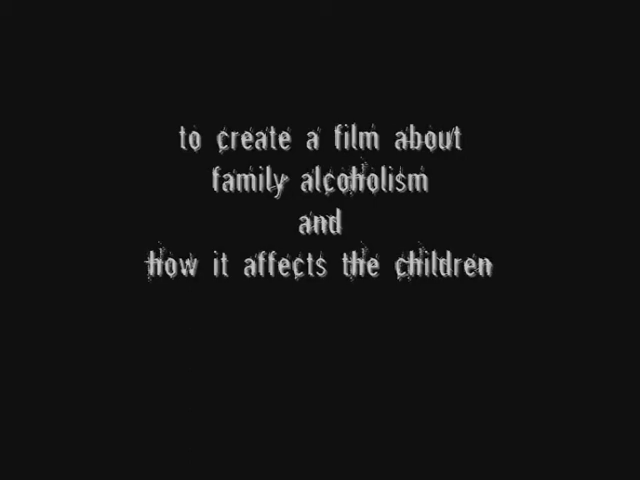 to create a film about
family alcoholism
and
how it affects the children